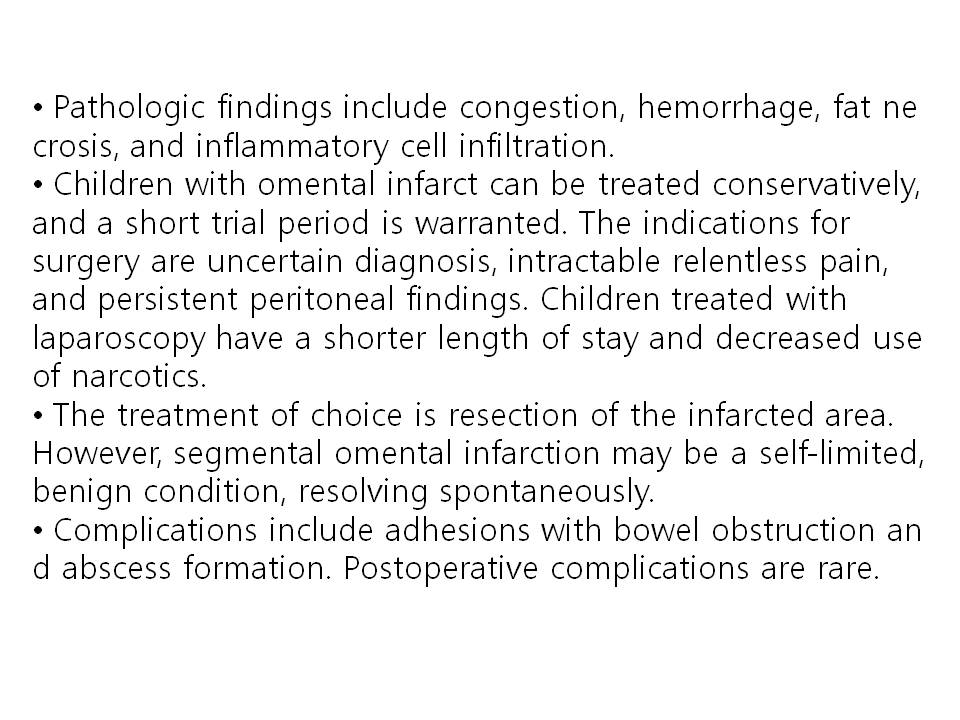 • Pathologic findings include congestion, hemorrhage, fat ne
crosis, and inflammatory cell infiltration.
• Children with omental infarct can be treated conservatively,
and a short trial period is warranted. The indications for
surgery are uncertain diagnosis, intractable relentless pain,
and persistent peritoneal findings. Children treated with
laparoscopy have a shorter length of stay and decreased use
of narcotics.
• The treatment of choice is resection of the infarcted area.
However, segmental omental infarction may be a self-limited,
benign condition, resolving spontaneously.
• Complications include adhesions with bowel obstruction an
d abscess formation. Postoperative complications are rare.